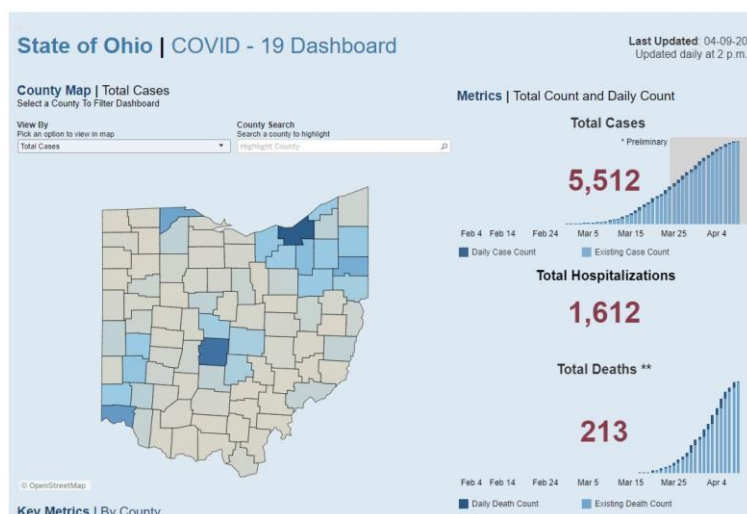 State of Ohio | COVID - 19 Dashboard
Last Updated: 04-09-20
Updated daily at 2 p.m.
County Map | Total Cases
Select a County To Filter Dashboard
View By
Pick an option to view in map
Total Cases
County Search
Search a county to highlight
Highlight County
© OpenStreetMap
Key Metrics | By County
Metrics | Total Count and Daily Count
Total Cases
* Preliminary
5,512
Feb 4 Feb 14 Feb 24 Mar 5 Mar 15 Mar 25 Apr 4
Daily Case Count Existing Case Count
Total Hospitalizations
1,612
Total Deaths **
213
Feb 4 Feb 14 Feb 24 Mar 5 Mar 15 Mar 25 Apr 4
Daily Death Count Existing Death Count